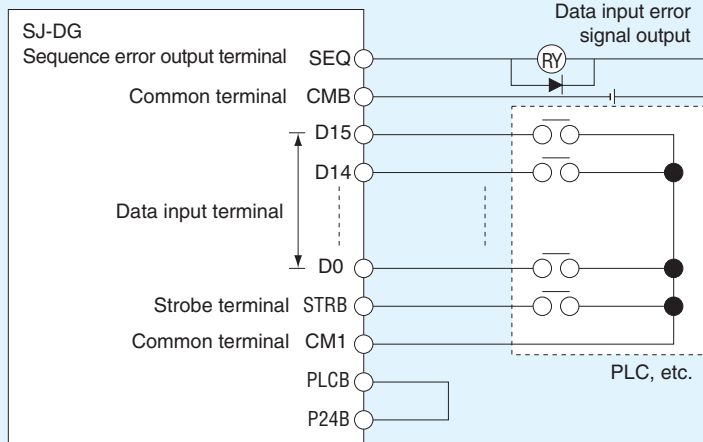 Data input error
signal output
SJ-DG
Sequence error output terminal SEQ
RY
Common terminal CMB
D15
D14
Data input terminal
D0
Strobe terminal STRB
Common terminal CM1
PLC, etc.
PLCB
P24B